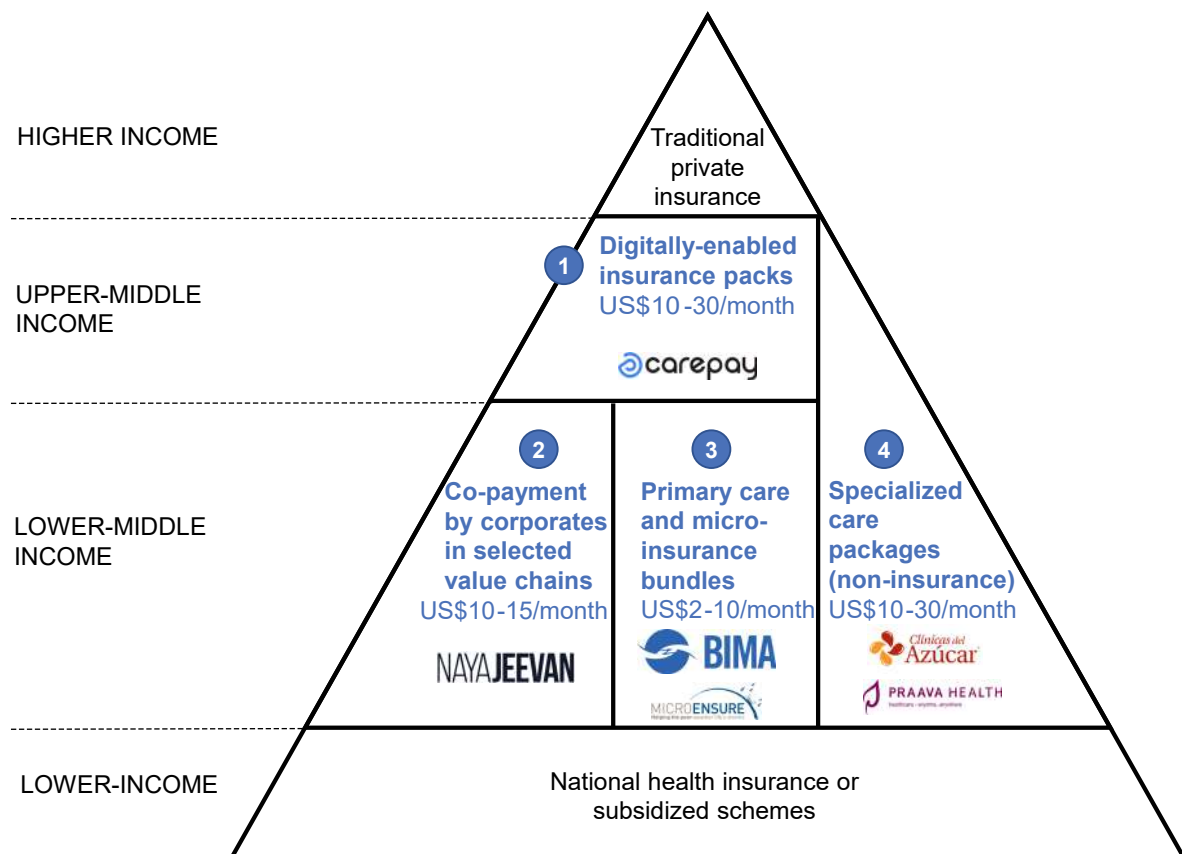 HIGHER INCOME
Traditional
private
insurance
UPPER-MIDDLE
INCOME
1
Digitally-enabled
insurance packs
US$10-30/month
carepay
LOWER-MIDDLE
INCOME
2
Co-payment
by corporates
in selected
value chains
US$10-15/month
NAYAJEEVAN
3
Primary care
and micro-
insurance
bundles
US$2-10/month
BIMA
MICROENSURE
4
Specialized
care
packages
(non-insurance)
US$10-30/month
Clínicas del
Azúcar
PRAAVA HEALTH
LOWER-INCOME
National health insurance or
subsidized schemes